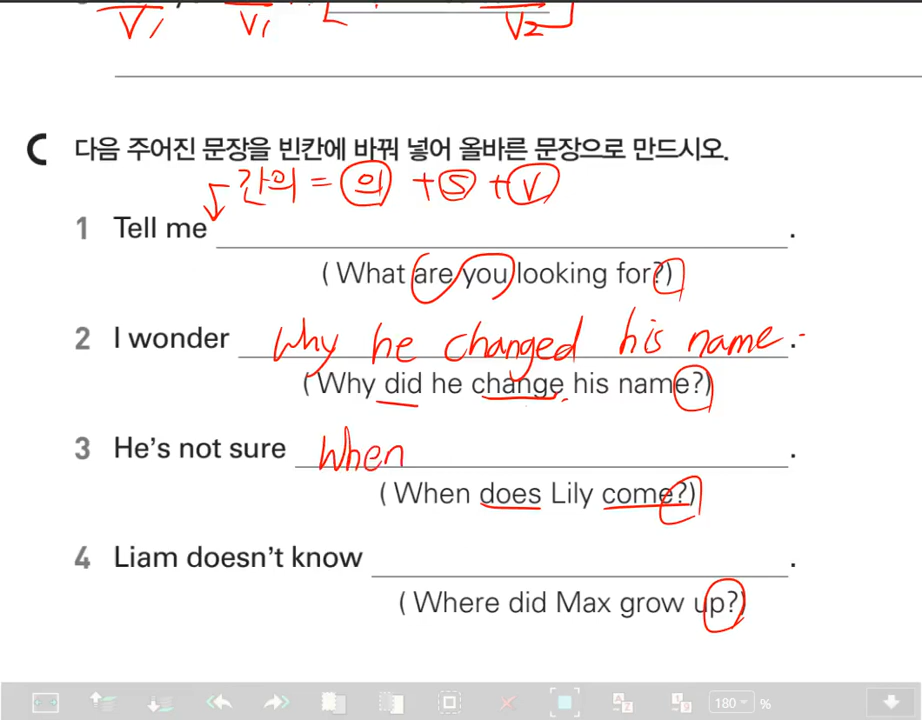 V1 V1 V2
C 다음 주어진 문장을 빈칸에 바꿔 넣어 올바른 문장으로 만드시오.
간의 = 의 + S + V
1 Tell me .
( What are you looking for?)
2 I wonder Why he changed his name .
( Why did he change his name?)
3 He's not sure When .
( When does Lily come?)
4 Liam doesn't know .
( Where did Max grow up?)
180 %